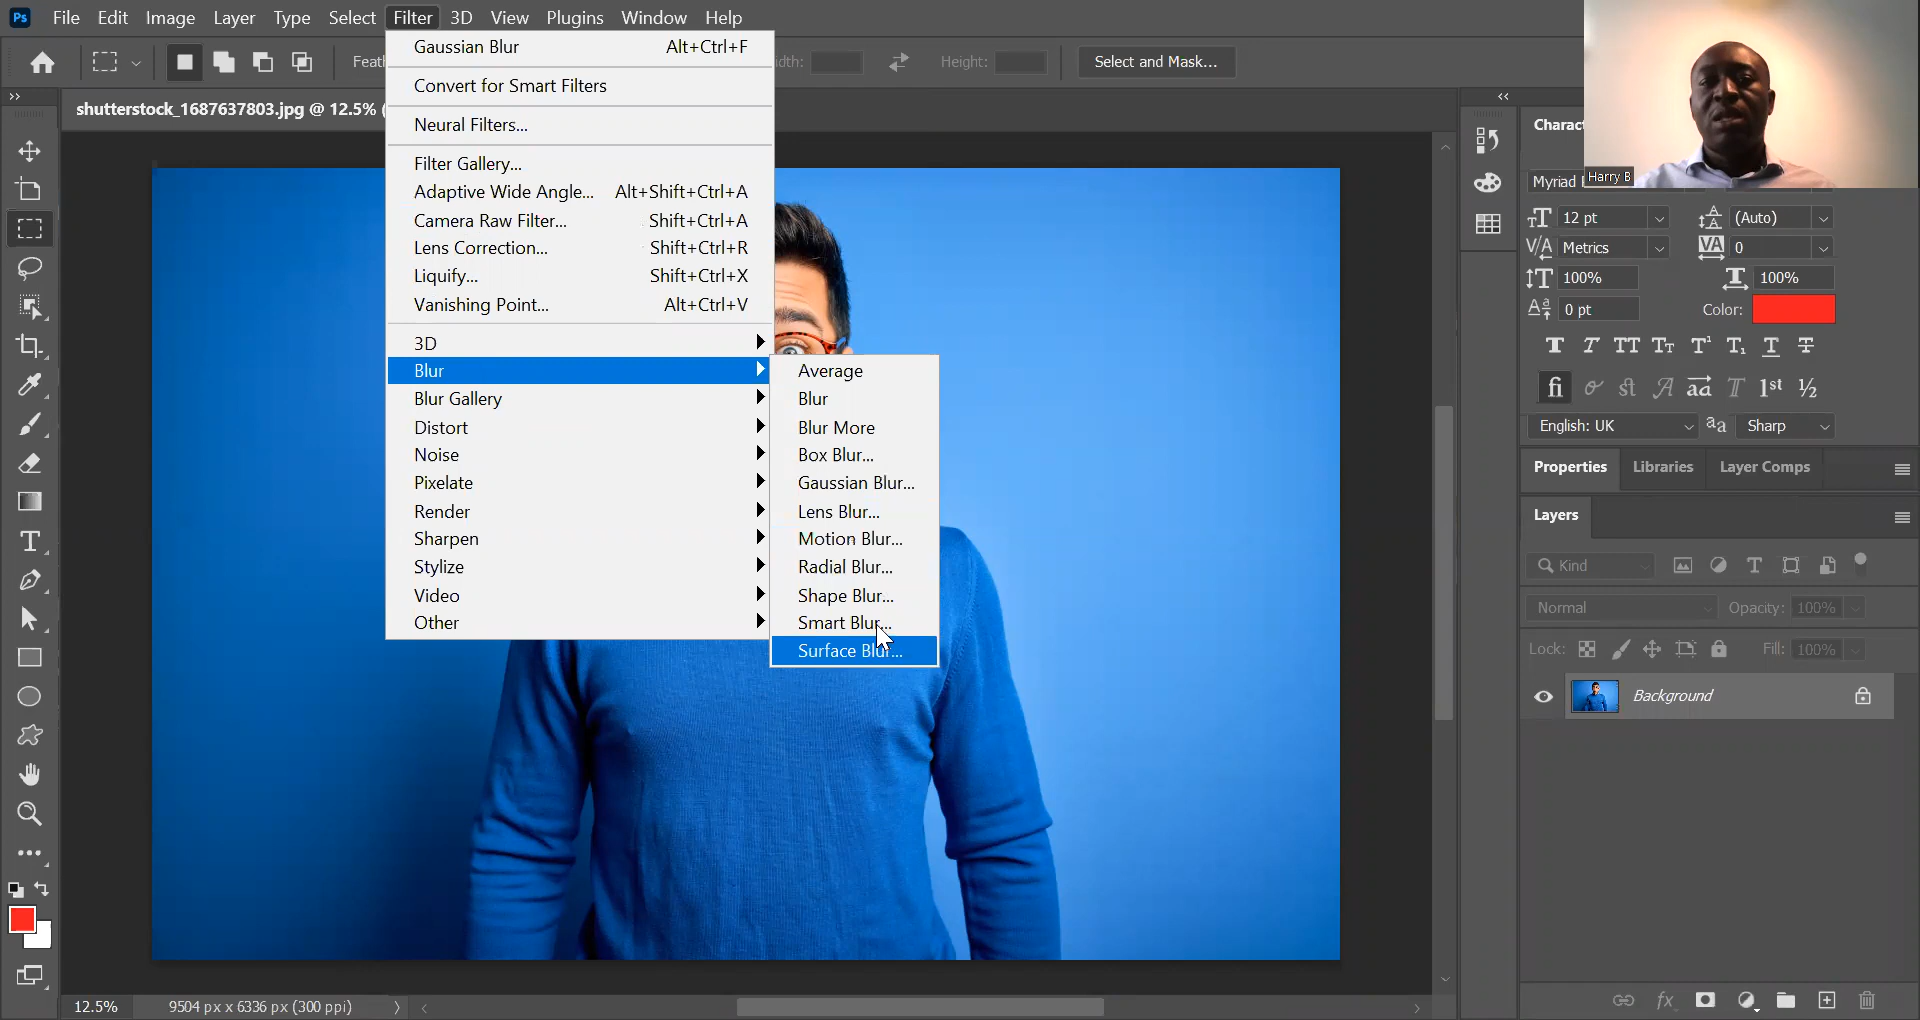 Ps File Edit Image Layer Type Select Filter 3D View Plugins Window Help
Feath
dth: Height: Select and Mask...
shutterstock_1687637803.jpg @ 12.5% (
Gaussian Blur Alt+Ctrl+F
Convert for Smart Filters
Neural Filters...
Filter Gallery...
Adaptive Wide Angle... Alt+Shift+Ctrl+A
Camera Raw Filter... Shift+Ctrl+A
Lens Correction... Shift+Ctrl+R
Liquify... Shift+Ctrl+X
Vanishing Point... Alt+Ctrl+V
3D
Blur
Blur Gallery
Distort
Noise
Pixelate
Render
Sharpen
Stylize
Video
Other
Average
Blur
Blur More
Box Blur...
Gaussian Blur...
Lens Blur...
Motion Blur...
Radial Blur...
Shape Blur...
Smart Blur...
Surface Blur...
Harry B
Charac
Myriad
12 pt (Auto)
Metrics 0
100% 100%
0 pt Color:
English: UK Sharp
Properties Libraries Layer Comps
Layers
Kind
Normal Opacity: 100%
Lock: Fill: 100%
Background
12.5% 9504 px x 6336 px (300 ppi)